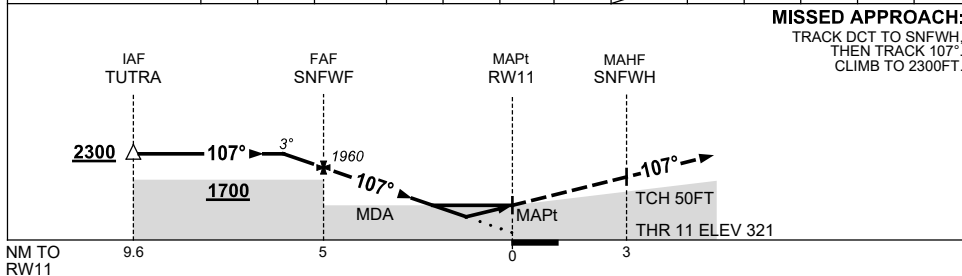 MISSED APPROACH:
TRACK DCT TO SNFWH,
THEN TRACK 107°.
CLIMB TO 2300FT.
IAF
TUTRA
FAF
SNFWF
MAPt
RW11
MAHF
SNFWH
2300
107°
3°
1960
107°
107°
1700
MDA
MAPt
TCH 50FT
THR 11 ELEV 321
NM TO
RW11
9.6
5
0
3